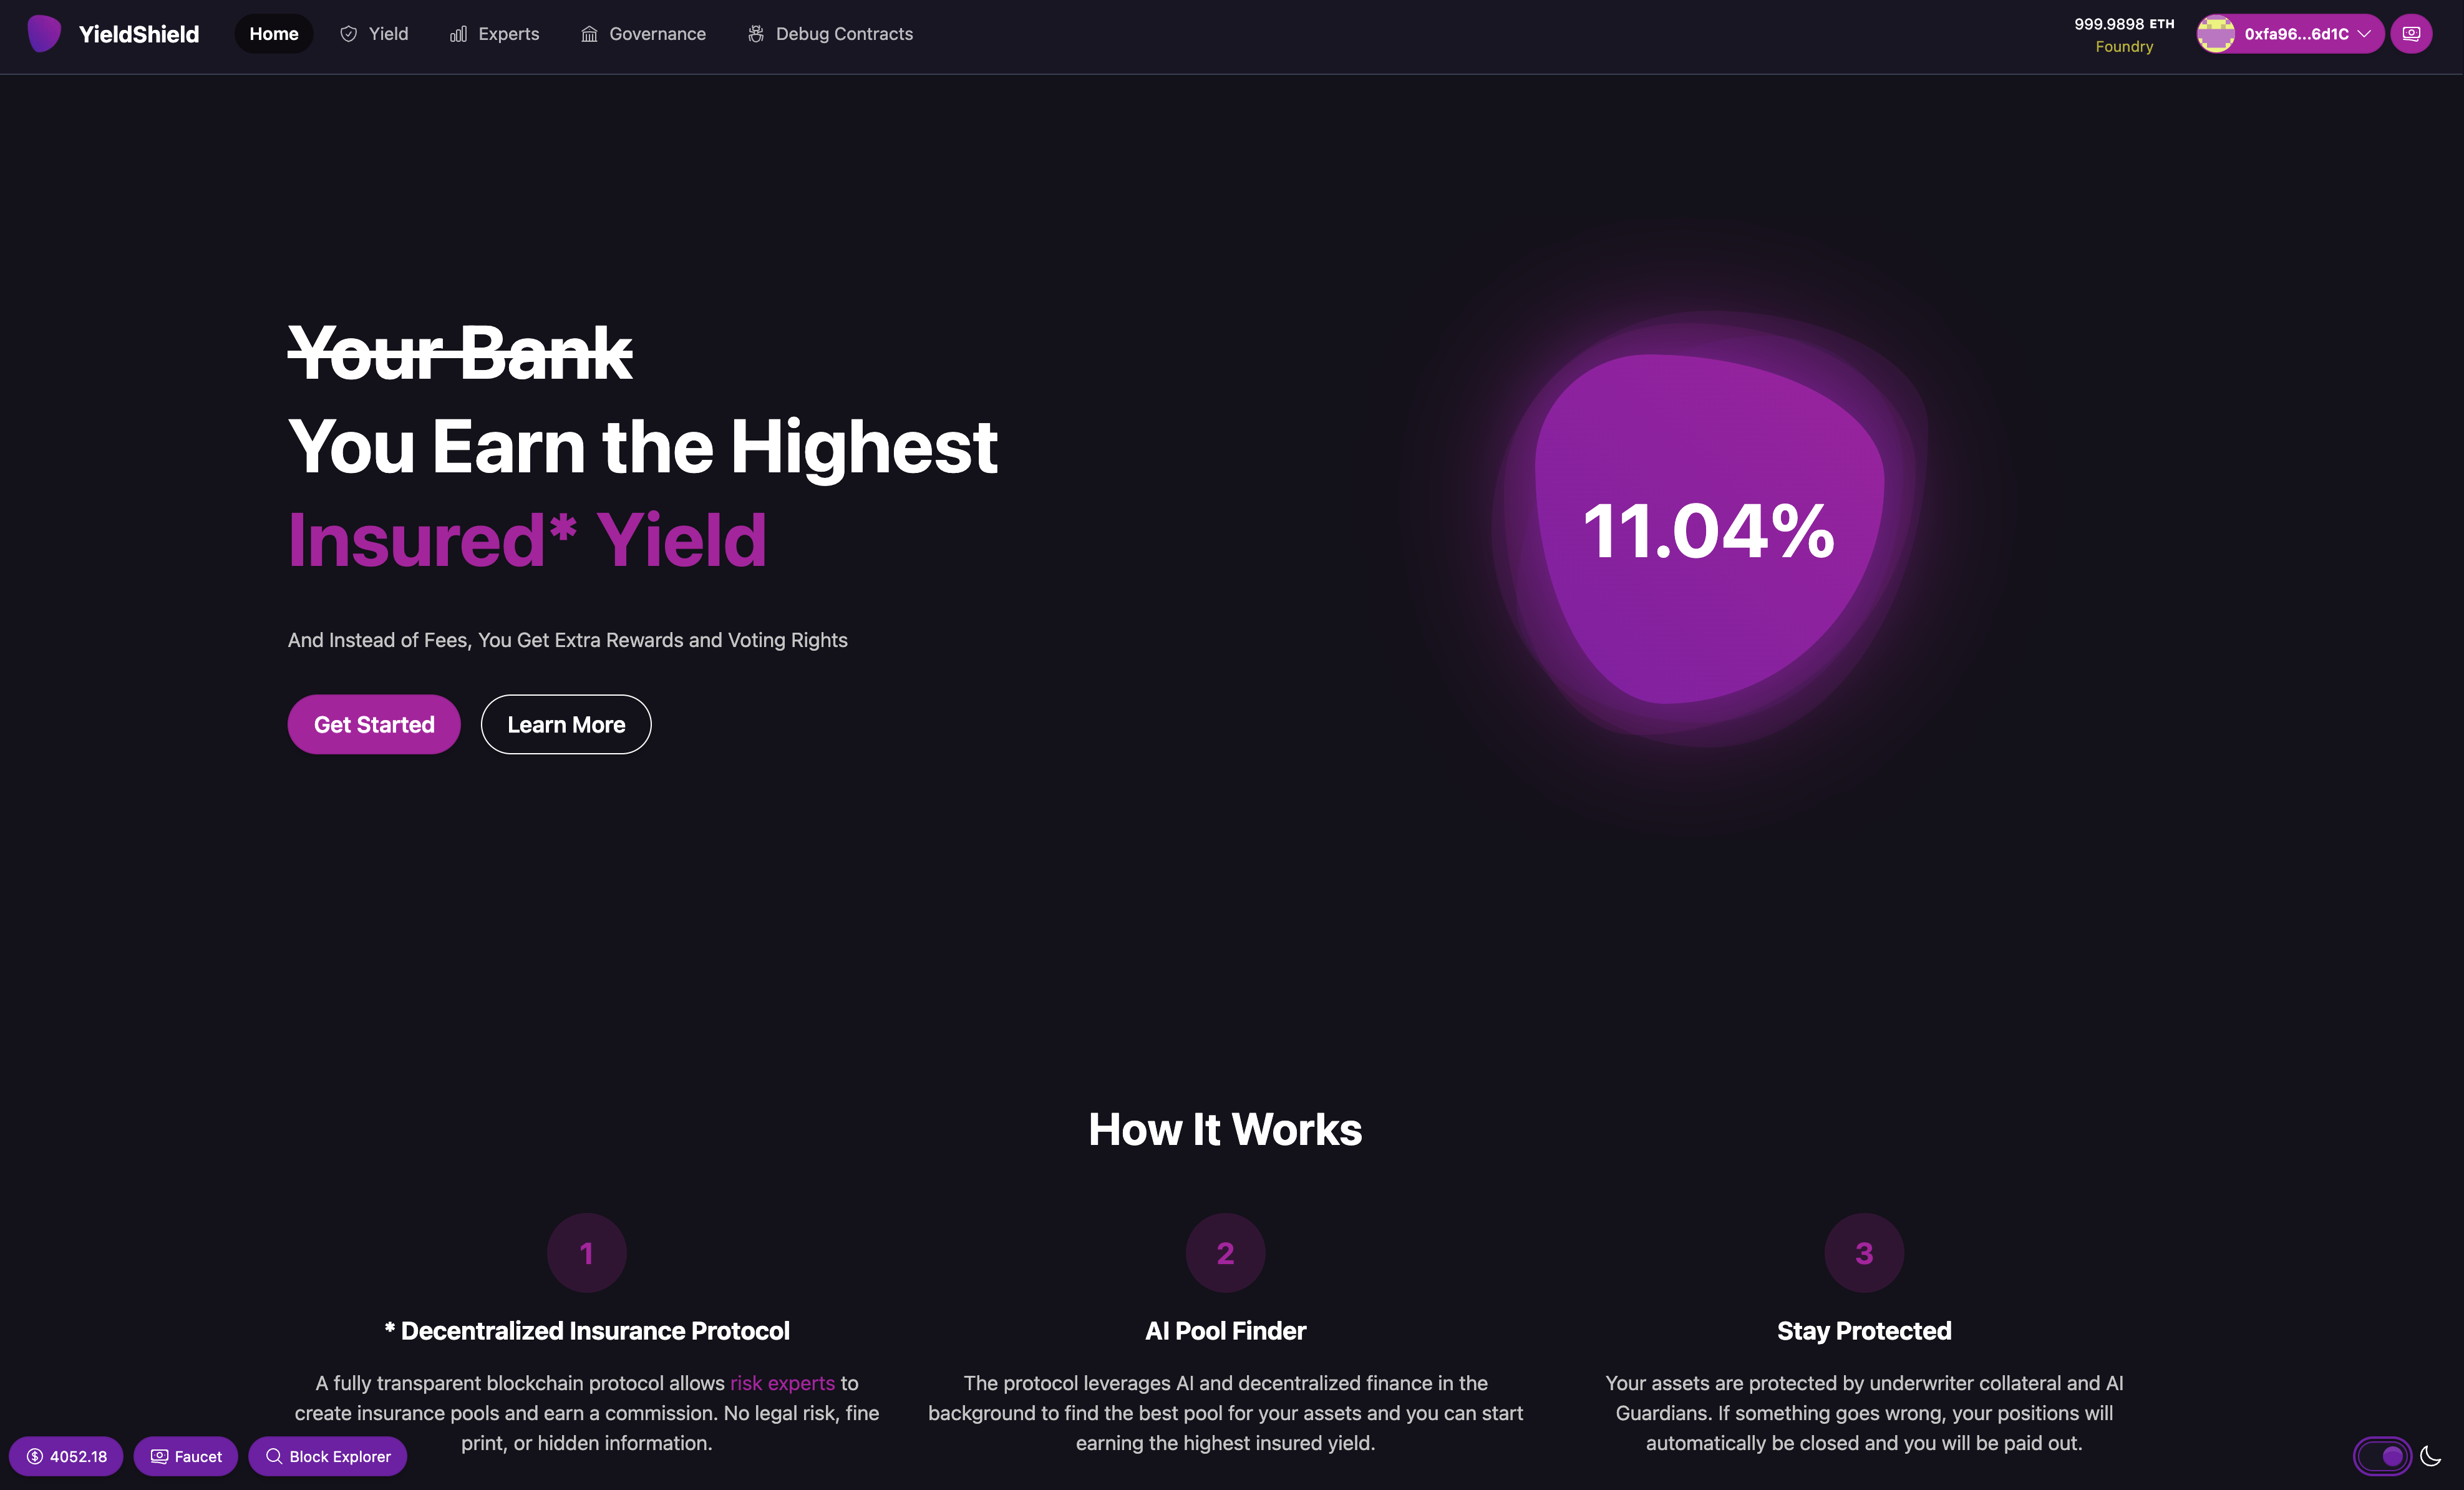 YieldShield
Home
Yield
Experts
Governance
Debug Contracts
999.9898 ETH
Foundry
0xfa96...6d1C
Your Bank
You Earn the Highest
Insured* Yield
And Instead of Fees, You Get Extra Rewards and Voting Rights
Get Started
Learn More
11.04%
How It Works
1
* Decentralized Insurance Protocol
A fully transparent blockchain protocol allows risk experts to
create insurance pools and earn a commission. No legal risk, fine
print, or hidden information.
2
AI Pool Finder
The protocol leverages AI and decentralized finance in the
background to find the best pool for your assets and you can start
earning the highest insured yield.
3
Stay Protected
Your assets are protected by underwriter collateral and AI
Guardians. If something goes wrong, your positions will
automatically be closed and you will be paid out.
4052.18
Faucet
Block Explorer